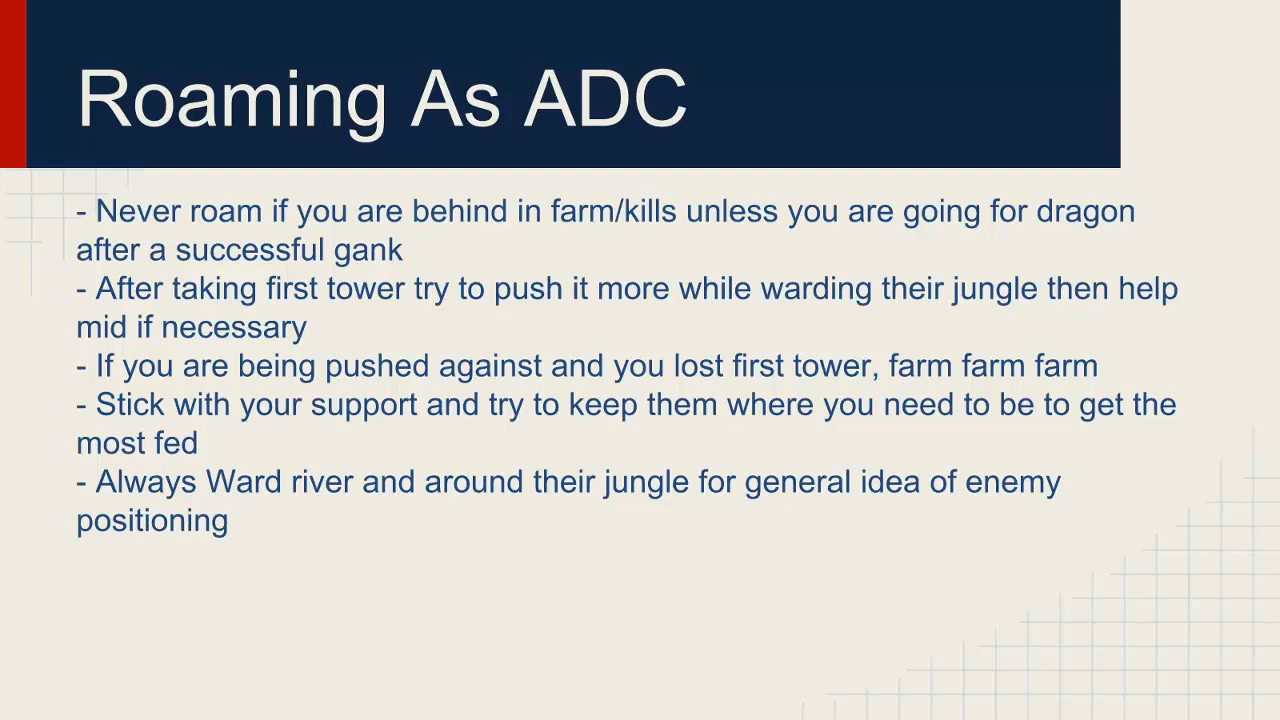 Roaming As ADC
- Never roam if you are behind in farm/kills unless you are going for dragon
after a successful gank
- After taking first tower try to push it more while warding their jungle then help
mid if necessary
- If you are being pushed against and you lost first tower, farm farm farm
- Stick with your support and try to keep them where you need to be to get the
most fed
- Always Ward river and around their jungle for general idea of enemy
positioning